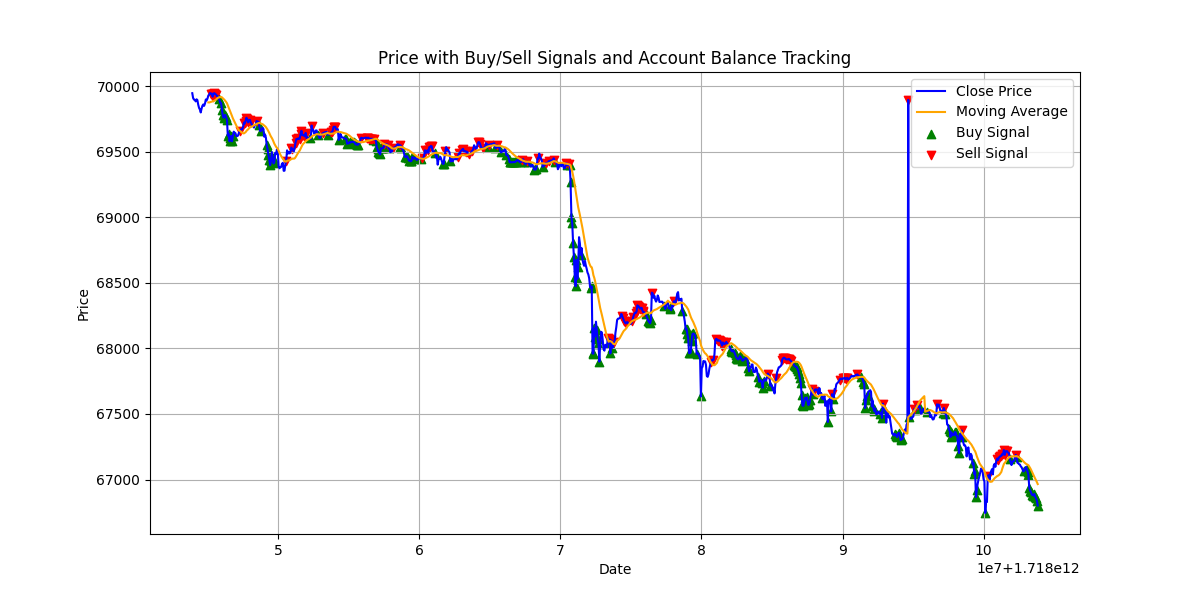 Price with Buy/Sell Signals and Account Balance Tracking
70000
69500
69000
68500
68000
67500
67000
Price
Close Price
Moving Average
Buy Signal
Sell Signal
5 6 7 8 9 10
Date
1e7+1.718e12